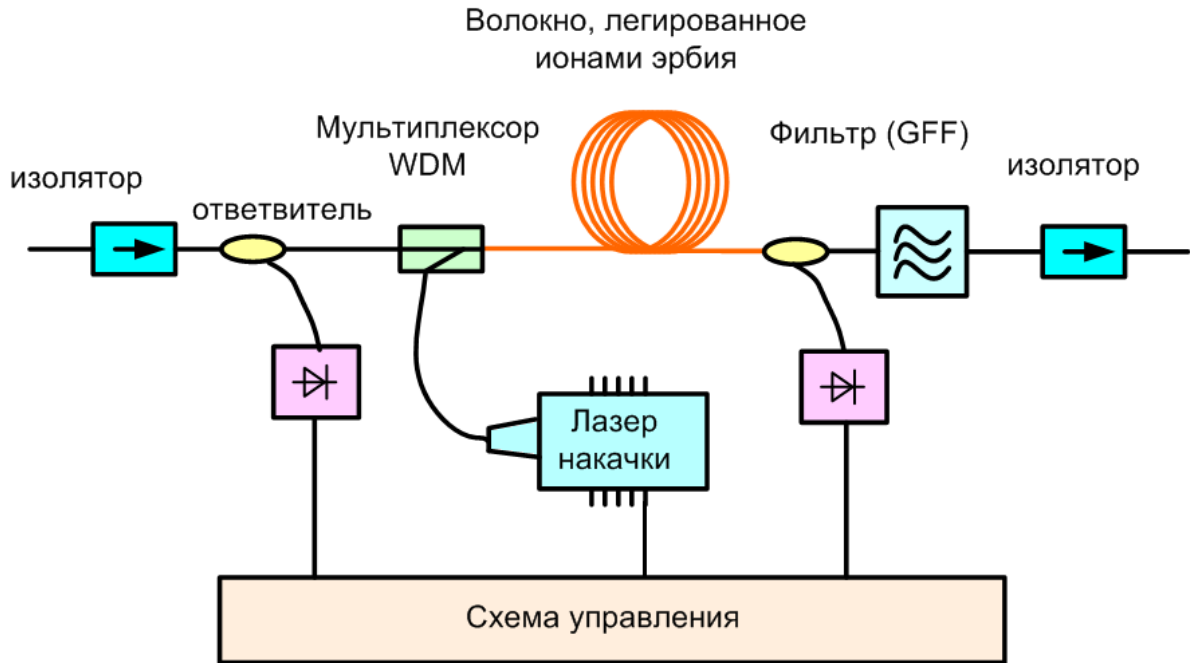 Волокно, легированное
ионами эрбия
Мультиплексор
WDM
Фильтр (GFF)
изолятор
изолятор
ответвитель
Лазер
накачки
Схема управления